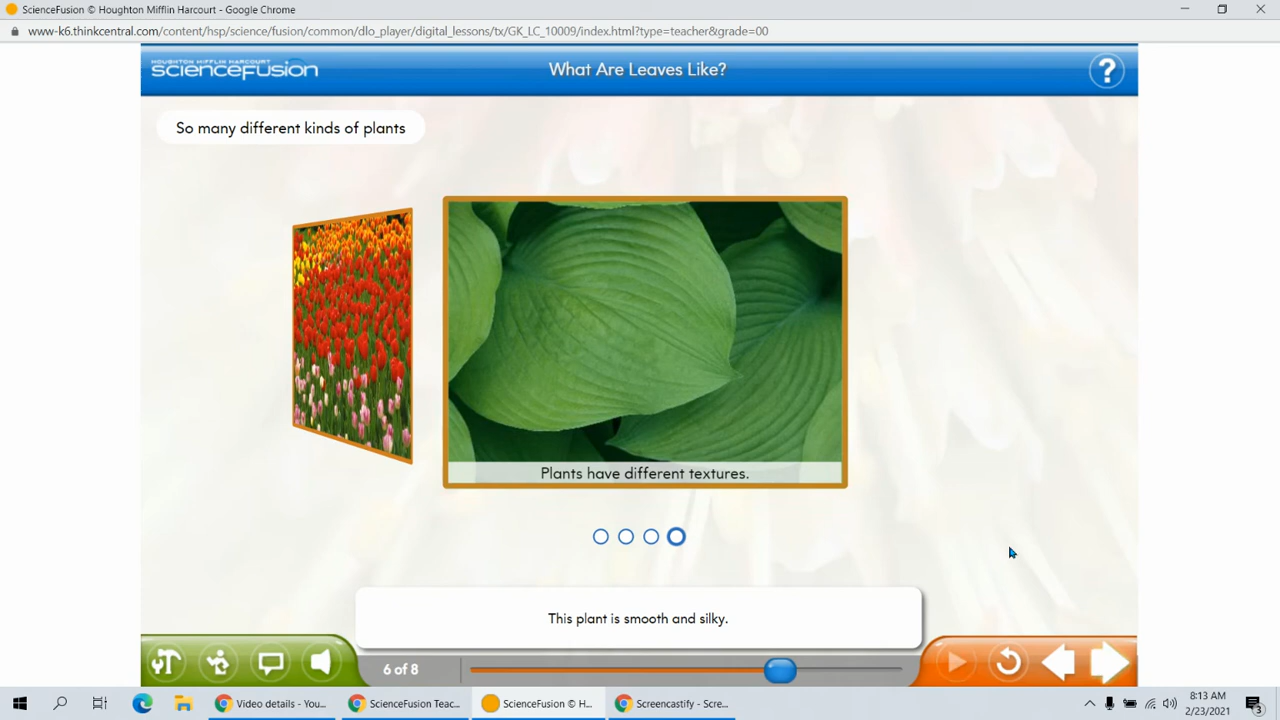 ScienceFusion © Houghton Mifflin Harcourt - Google Chrome
www-k6.thinkcentral.com/content/hsp/science/fusion/common/dlo_player/digital_lessons/tx/GK_LC_10009/index.html?type=teacher&grade=00
HOUGHTON MIFFLIN HARCOURT
scienceFusion
What Are Leaves Like?
?
So many different kinds of plants
Plants have different textures.
This plant is smooth and silky.
6 of 8
Video details - You...
ScienceFusion Teac...
ScienceFusion © H...
Screencastify - Scre...
8:13 AM
2/23/2021
3